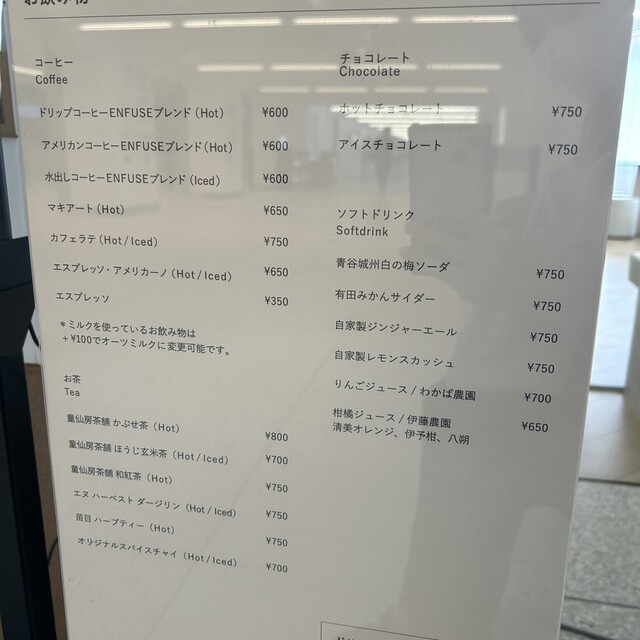 お飲み物
コーヒー
Coffee
ドリップコーヒーENFUSEブレンド(Hot) ¥600
アメリカンコーヒーENFUSEブレンド(Hot) ¥600
水出しコーヒーENFUSEブレンド(Iced) ¥600
マキアート(Hot) ¥650
カフェラテ(Hot/Iced) ¥750
エスプレッソ・アメリカーノ(Hot/Iced) ¥650
エスプレッソ ¥350
*ミルクを使っているお飲み物は
+¥100でオーツミルクに変更可能です。
お茶
Tea
童仙房茶舗 かぶせ茶(Hot) ¥800
童仙房茶舗 ほうじ玄米茶(Hot/Iced) ¥700
童仙房茶舗 和紅茶(Hot) ¥750
エヌ ハーベスト ダージリン(Hot/Iced) ¥750
苗目 ハーブティー(Hot) ¥750
オリジナルスパイスチャイ(Hot/Iced) ¥700
チョコレート
Chocolate
ホットチョコレート ¥750
アイスチョコレート ¥750
ソフトドリンク
Softdrink
青谷城州白の梅ソーダ ¥750
有田みかんサイダー ¥750
自家製ジンジャーエール ¥750
自家製レモンスカッシュ ¥750
りんごジュース/わかば農園 ¥700
柑橘ジュース/伊藤農園 ¥650
清美オレンジ、伊予柑、八朔